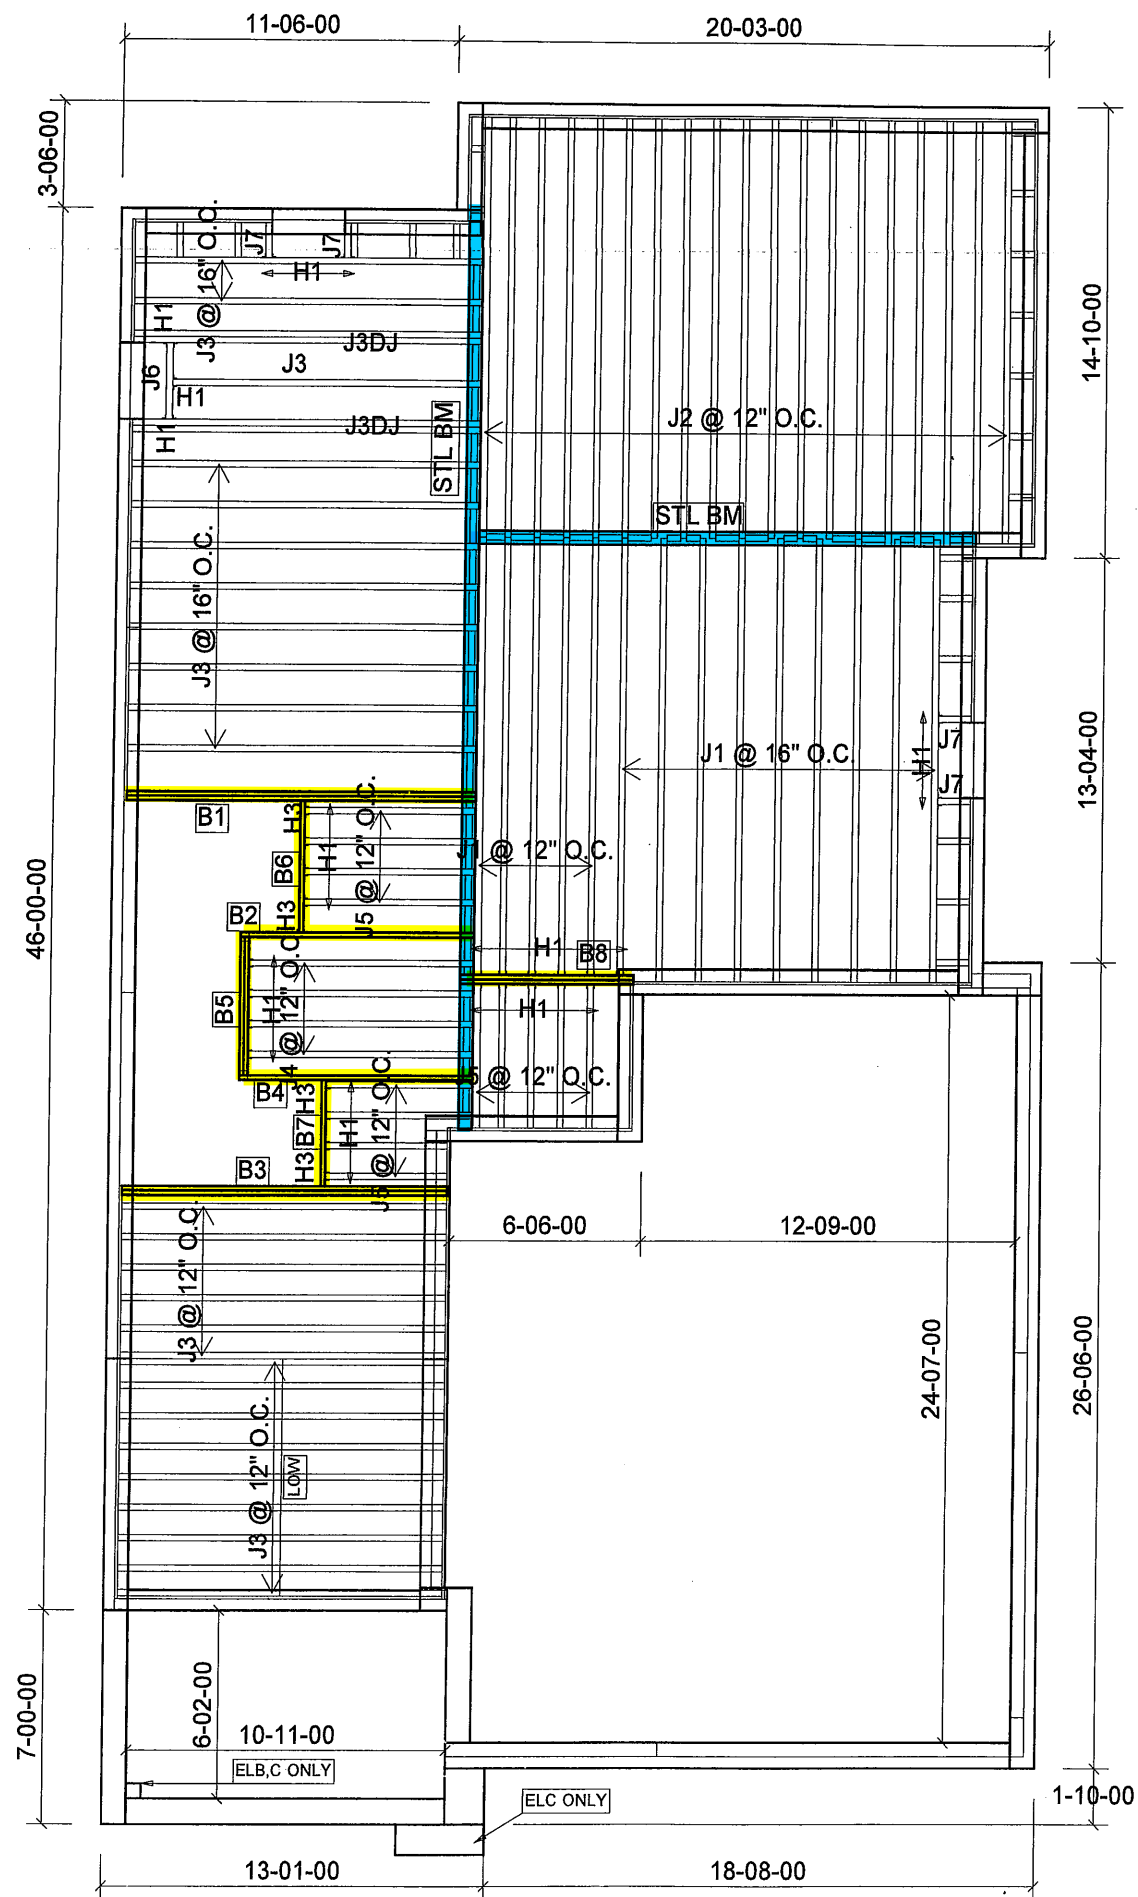 11-06-00
20-03-00
3-06-00
14-10-00
J7
J7
H1
J3 @ 16" O.C.
H1
J3DJ
J3
J6
H1
J3DJ
H1
STL BM
J2 @ 12" O.C.
STL BM
J3 @ 16" O.C.
13-04-00
J7
H1
J7
J1 @ 16" O.C.
B1
H3
H1
J5 @ 12" O.C.
B6
H3
J1 @ 12" O.C.
46-00-00
B2
H1
B8
B5
H1
J4 @ 12" O.C.
H1
J5 @ 12" O.C.
B4
H3
B7
H1
J5 @ 12" O.C.
H3
B3
6-06-00
12-09-00
J3 @ 12" O.C.
24-07-00
26-06-00
J3 @ 12" O.C.
LOW
7-00-00
6-02-00
10-11-00
ELB,C ONLY
ELC ONLY
1-10-00
13-01-00
18-08-00